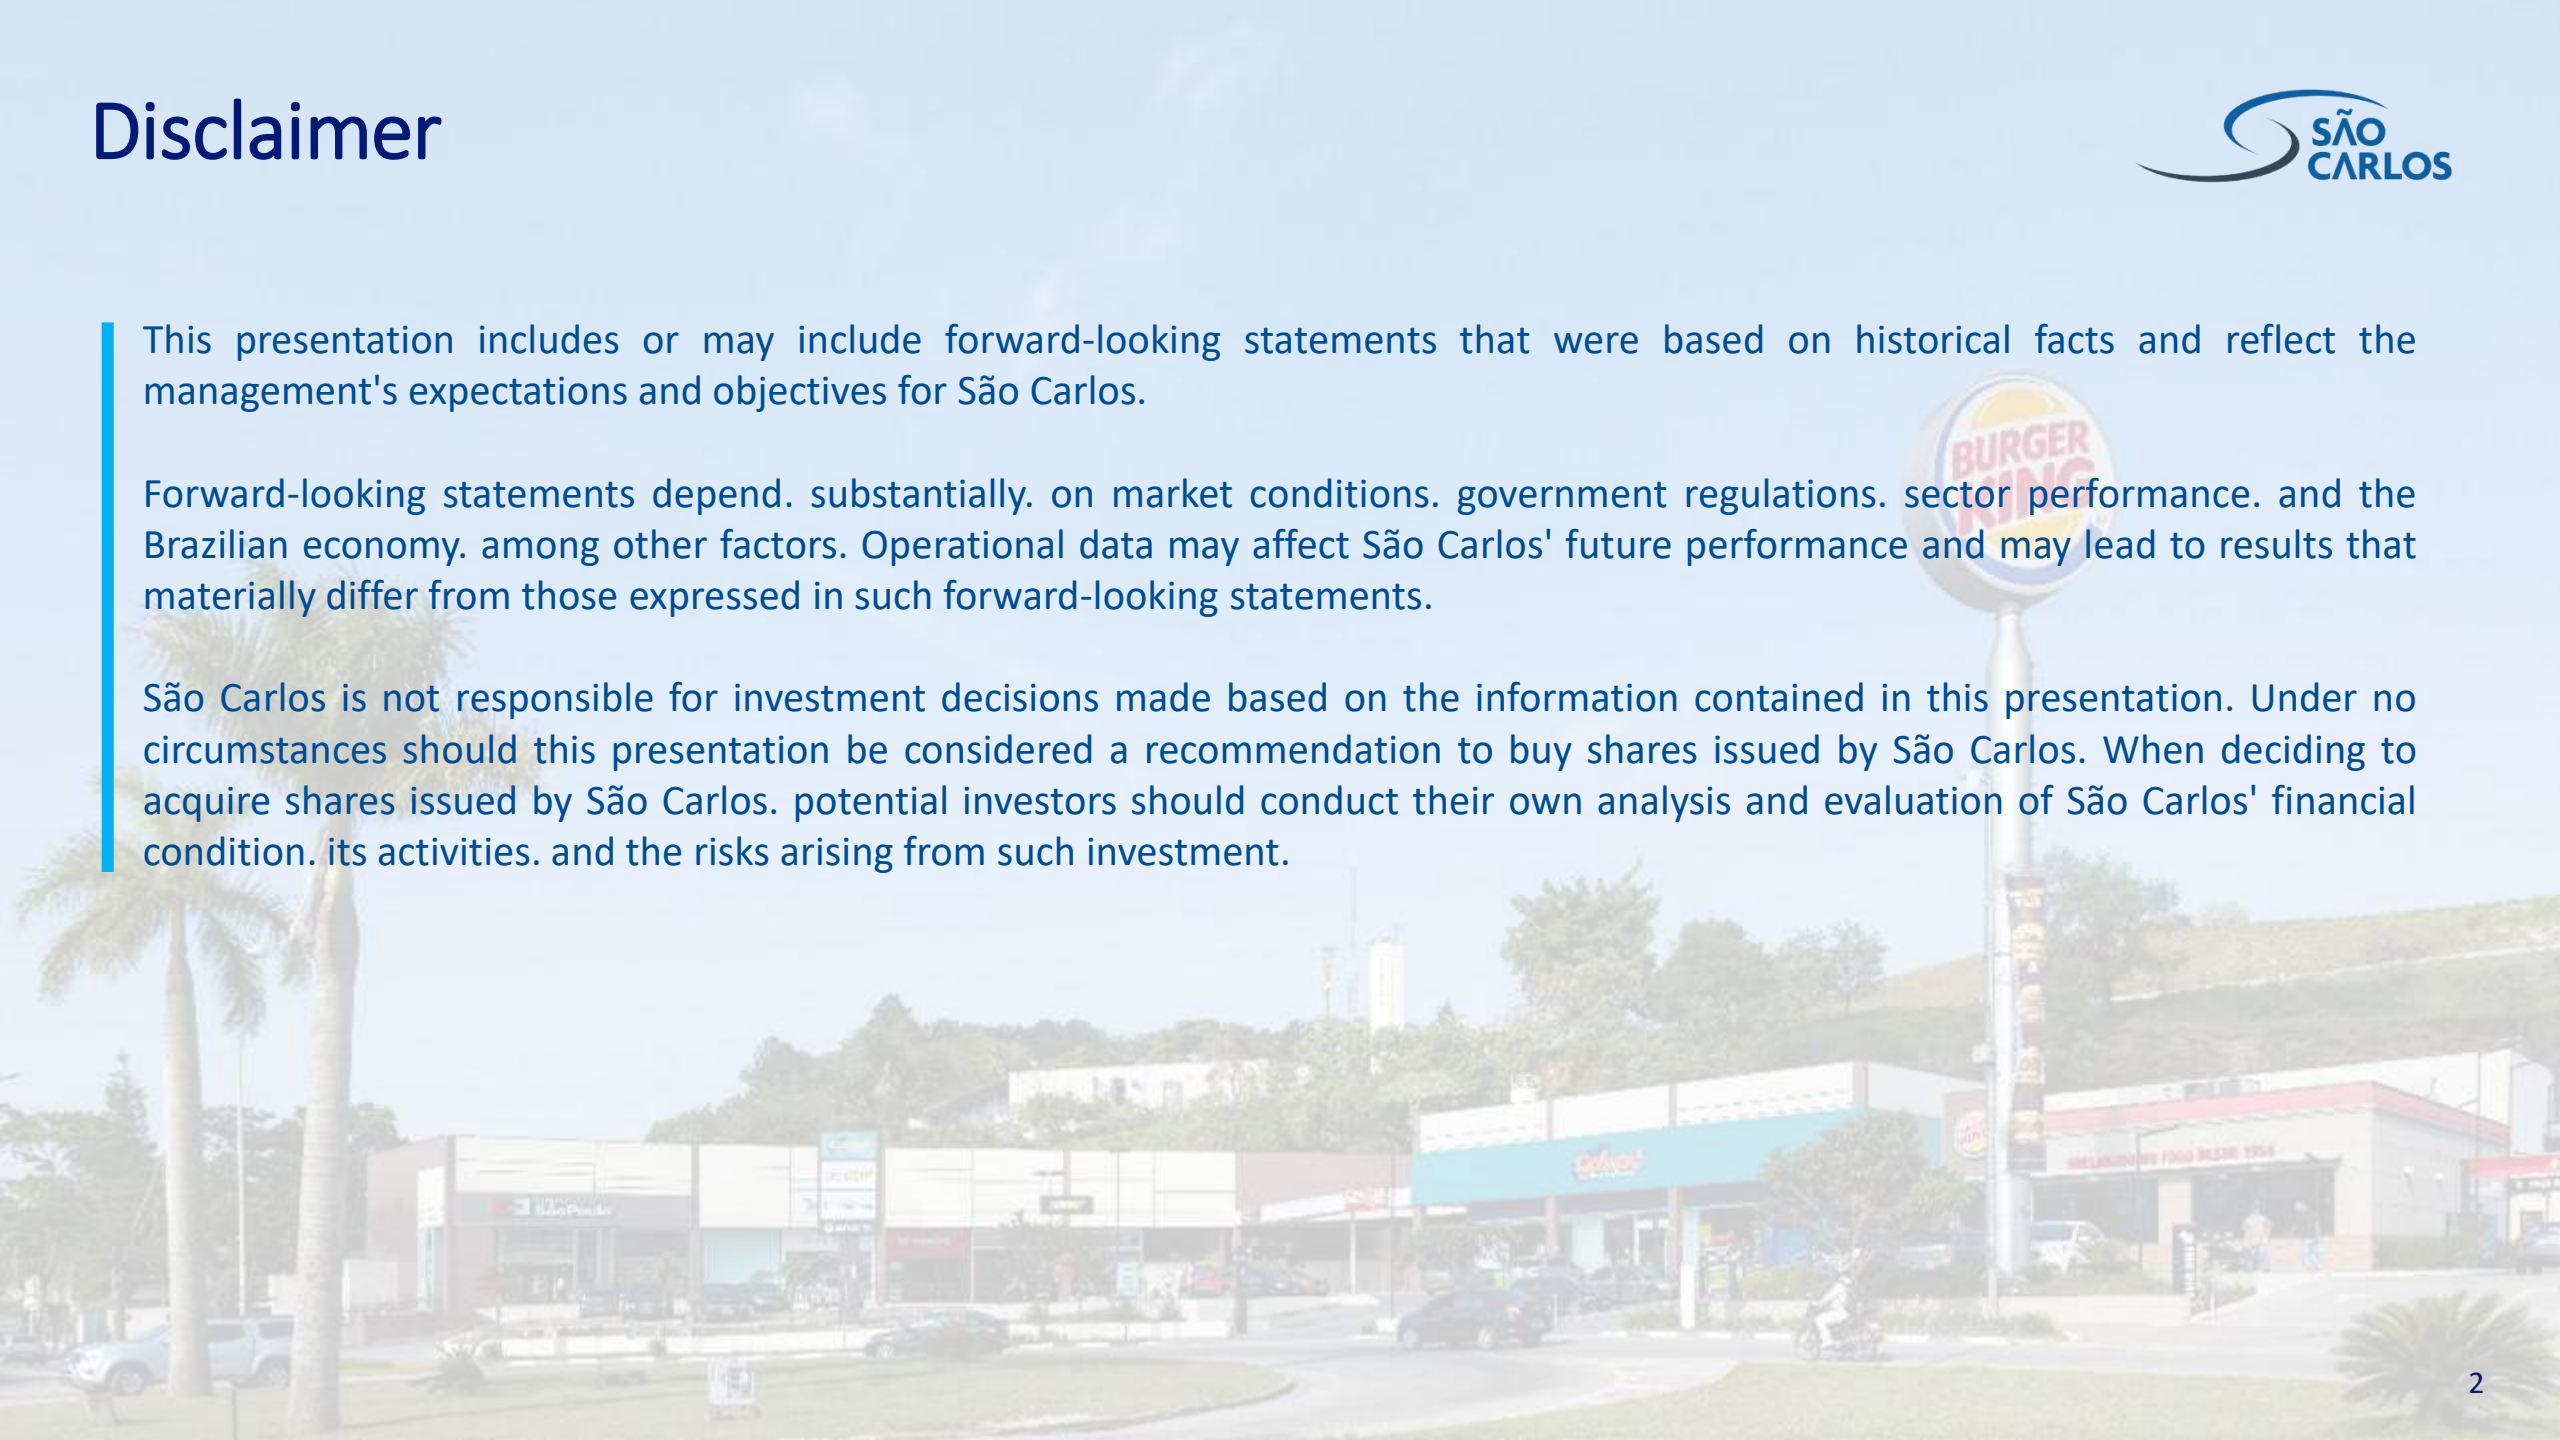 Disclaimer
SÃO
CARLOS
This presentation includes or may include forward-looking statements that were based on historical facts and reflect the
management's expectations and objectives for São Carlos.
BURGER
KING
Forward-looking statements depend. substantially. on market conditions. government regulations. sector performance. and the
Brazilian economy. among other factors. Operational data may affect São Carlos' future performance and may lead to results that
materially differ from those expressed in such forward-looking statements.
São Carlos is not responsible for investment decisions made based on the information contained in this presentation. Under no
circumstances should this presentation be considered a recommendation to buy shares issued by São Carlos. When deciding to
acquire shares issued by São Carlos. potential investors should conduct their own analysis and evaluation of São Carlos' financial
condition. its activities. and the risks arising from such investment.
2